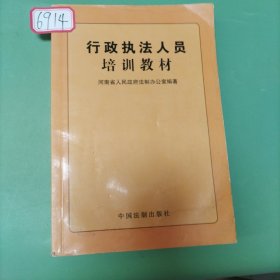 6914
行政执法人员
培训教材
河南省人民政府法制办公室编著
中国法制出版社